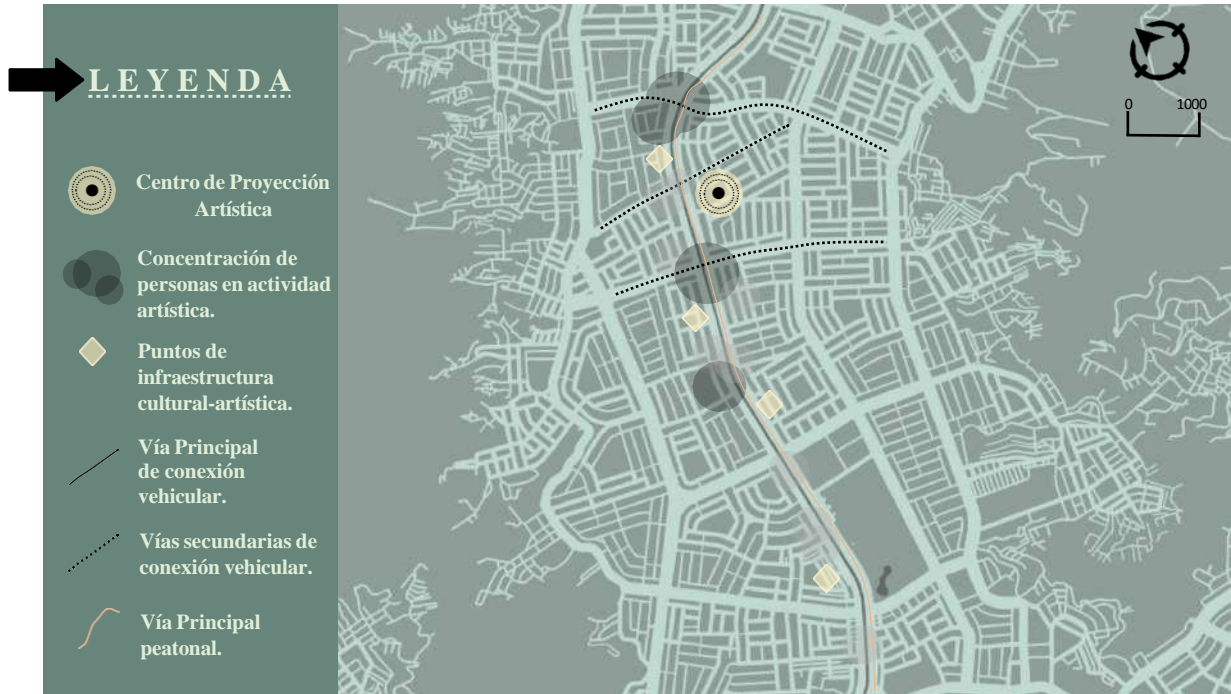 LEYENDA
Centro de Proyección
Artística
Concentración de
personas en actividad
artística.
Puntos de
infraestructura
cultural-artística.
Vía Principal
de conexión
vehicular.
Vías secundarias de
conexión vehicular.
Vía Principal
peatonal.
0 1000